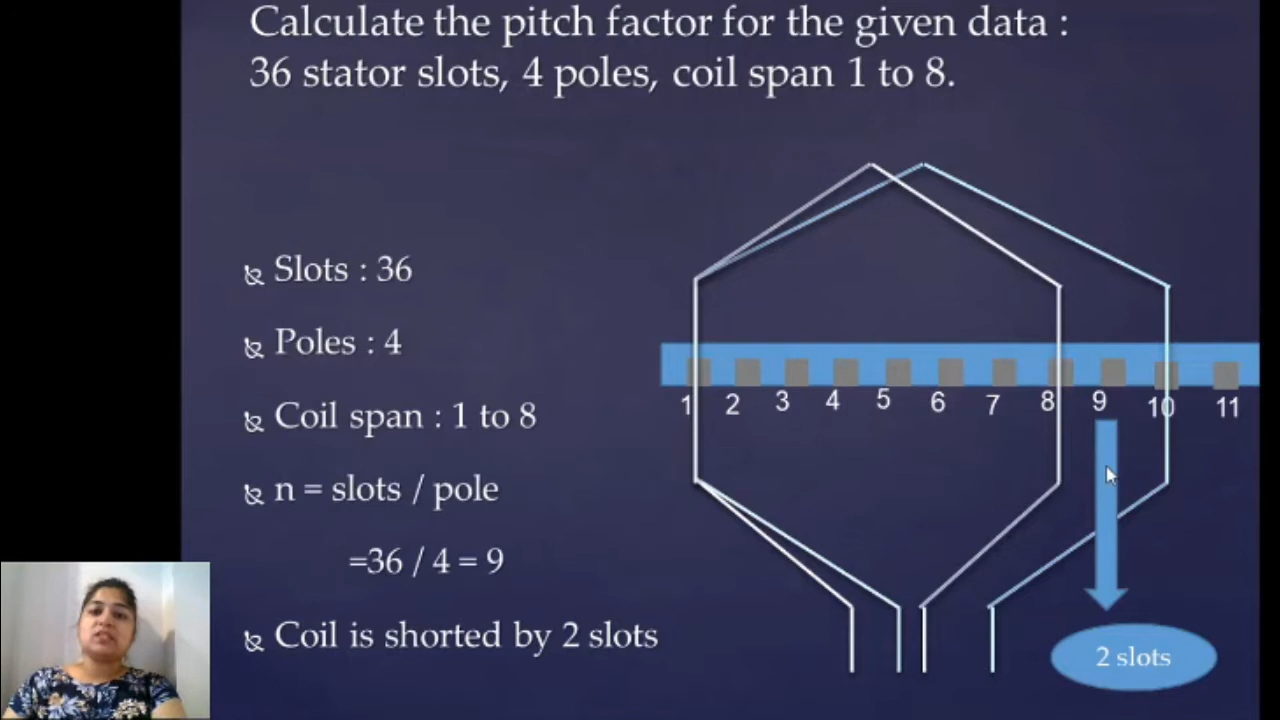 Calculate the pitch factor for the given data :
36 stator slots, 4 poles, coil span 1 to 8.
Slots : 36
Poles : 4
Coil span : 1 to 8
n = slots / pole
=36 / 4 = 9
Coil is shorted by 2 slots
1 2 3 4 5 6 7 8 9 10 11
2 slots